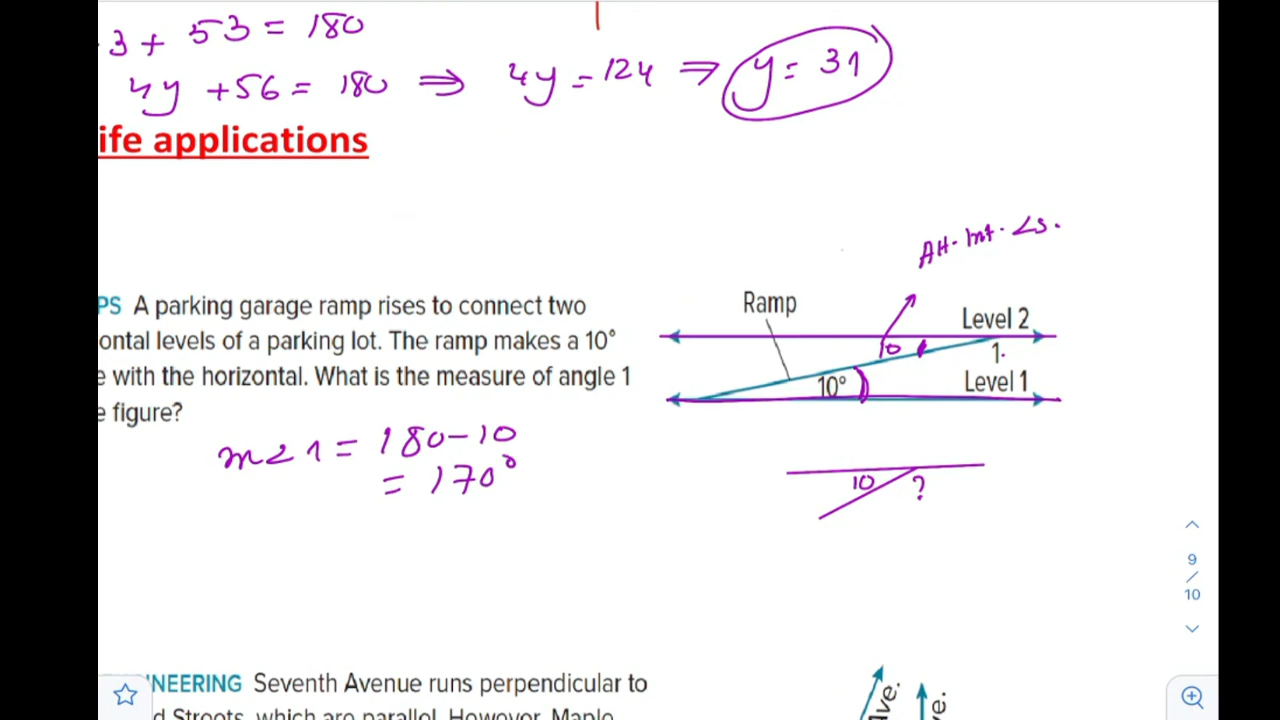 3 + 53 = 180
4y + 56 = 180 ⇒ 4y = 124 ⇒ y = 31
ife applications
Alt. Int. ∠s.
PS A parking garage ramp rises to connect two
ontal levels of a parking lot. The ramp makes a 10°
e with the horizontal. What is the measure of angle 1
e figure?
Ramp
Level 2
10
1
10°
Level 1
m∠1 = 180 - 10
= 170°
10 ?
9
/
10
INEERING Seventh Avenue runs perpendicular to
d Streets, which are parallel. However, Maple
ve.
e.